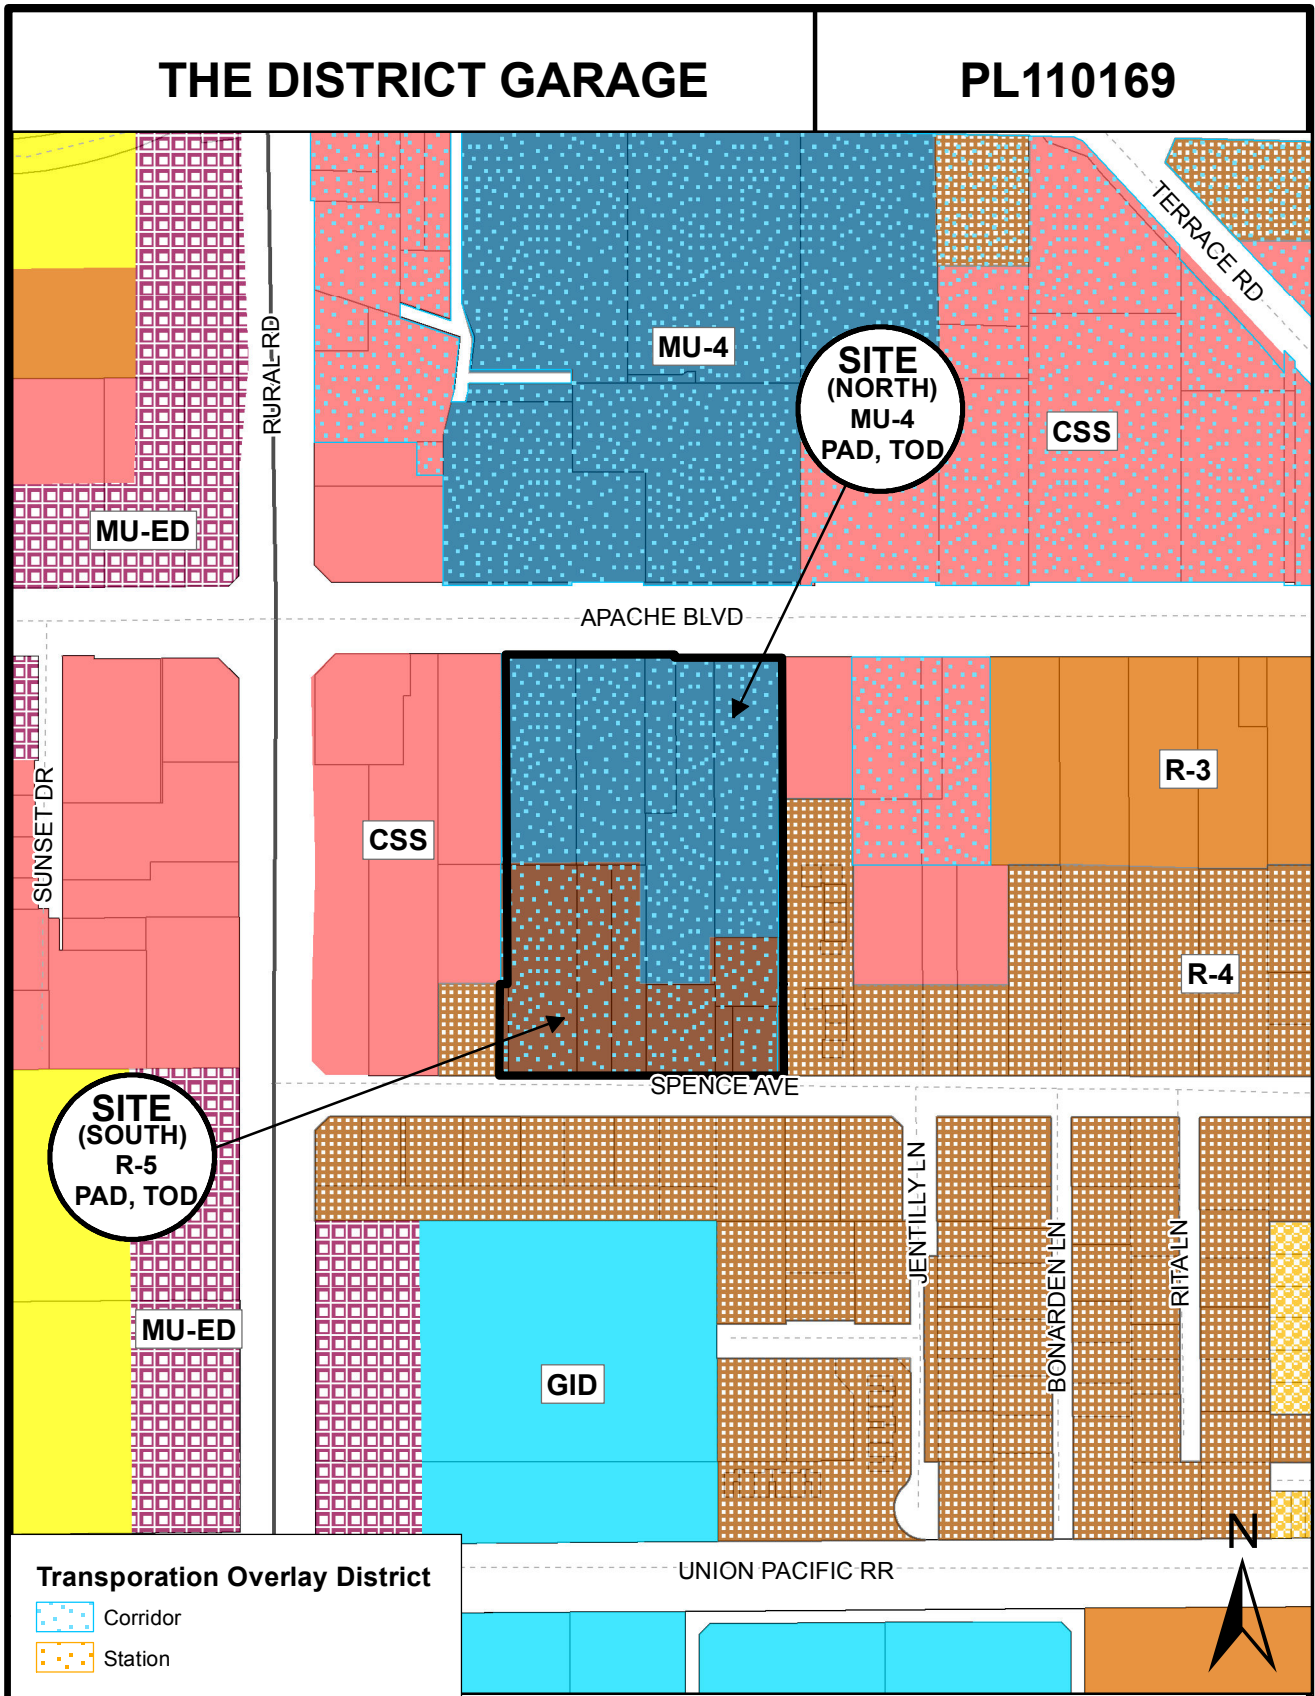 THE DISTRICT GARAGE
PL110169
TERRACE RD
RURAL RD
MU-4
SITE
(NORTH)
MU-4
PAD, TOD
CSS
MU-ED
APACHE BLVD
SUNSET DR
CSS
R-3
R-4
SPENCE AVE
SITE
(SOUTH)
R-5
PAD, TOD
JENTILLY LN
BONARDEN LN
RITA LN
MU-ED
GID
UNION PACIFIC RR
N
Transporation Overlay District
Corridor
Station